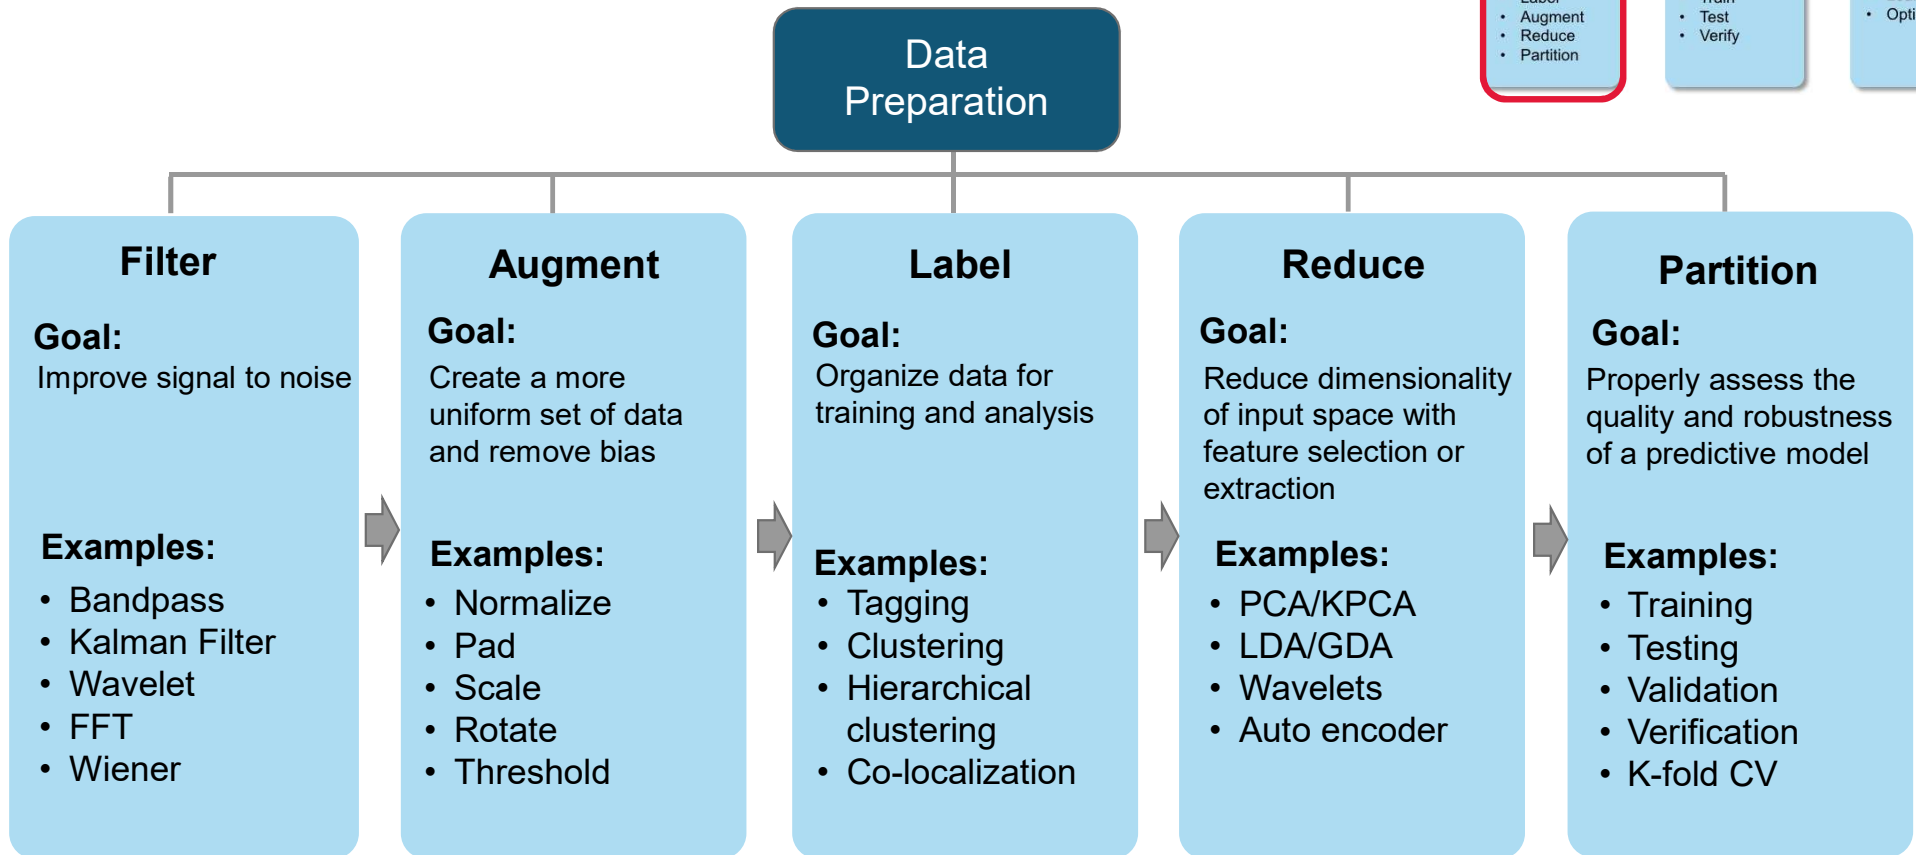 Augment
Reduce
Partition
Test
Verify
Data
Preparation
Filter
Goal:
Improve signal to noise
Examples:
• Bandpass
• Kalman Filter
• Wavelet
• FFT
• Wiener
Augment
Goal:
Create a more
uniform set of data
and remove bias
Examples:
• Normalize
• Pad
• Scale
• Rotate
• Threshold
Label
Goal:
Organize data for
training and analysis
Examples:
• Tagging
• Clustering
• Hierarchical
clustering
• Co-localization
Reduce
Goal:
Reduce dimensionality
of input space with
feature selection or
extraction
Examples:
• PCA/KPCA
• LDA/GDA
• Wavelets
• Auto encoder
Partition
Goal:
Properly assess the
quality and robustness
of a predictive model
Examples:
• Training
• Testing
• Validation
• Verification
• K-fold CV